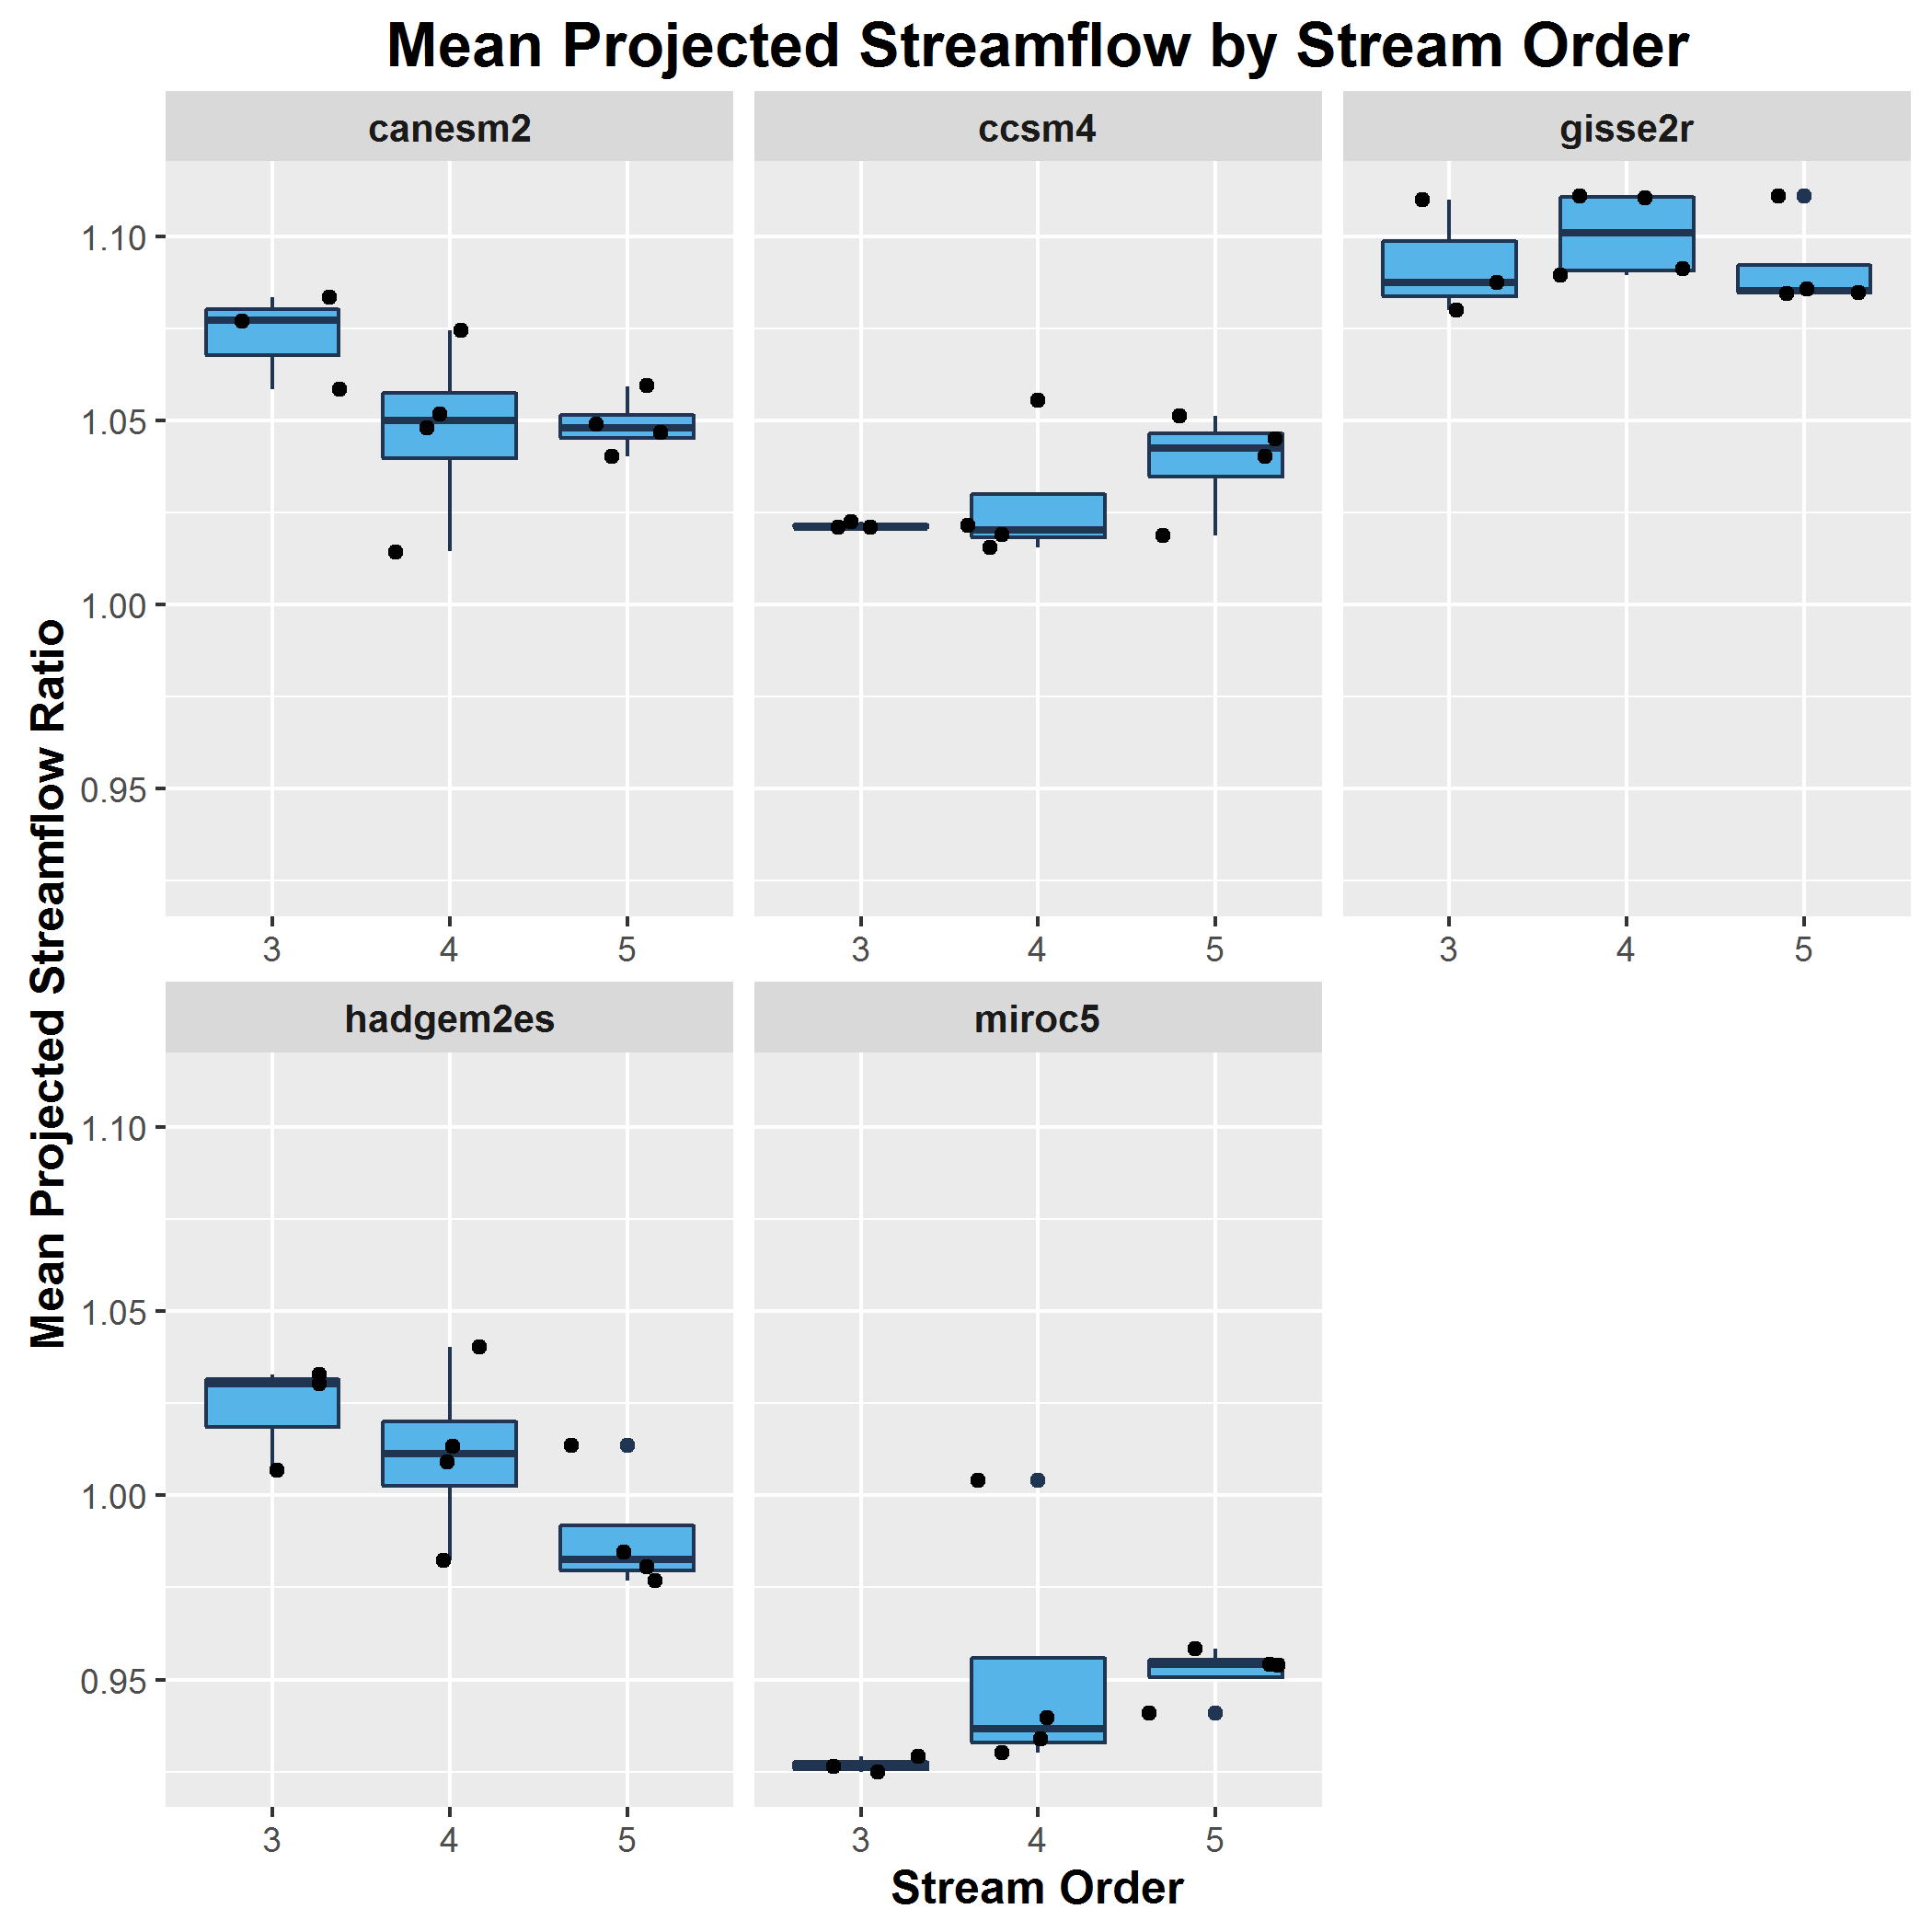 Mean Projected Streamflow by Stream Order
canesm2 ccsm4 gisse2r
1.10
1.05
1.00
0.95
3 4 5 3 4 5 3 4 5
Mean Projected Streamflow Ratio
hadgem2es miroc5
1.10
1.05
1.00
0.95
3 4 5 3 4 5
Stream Order